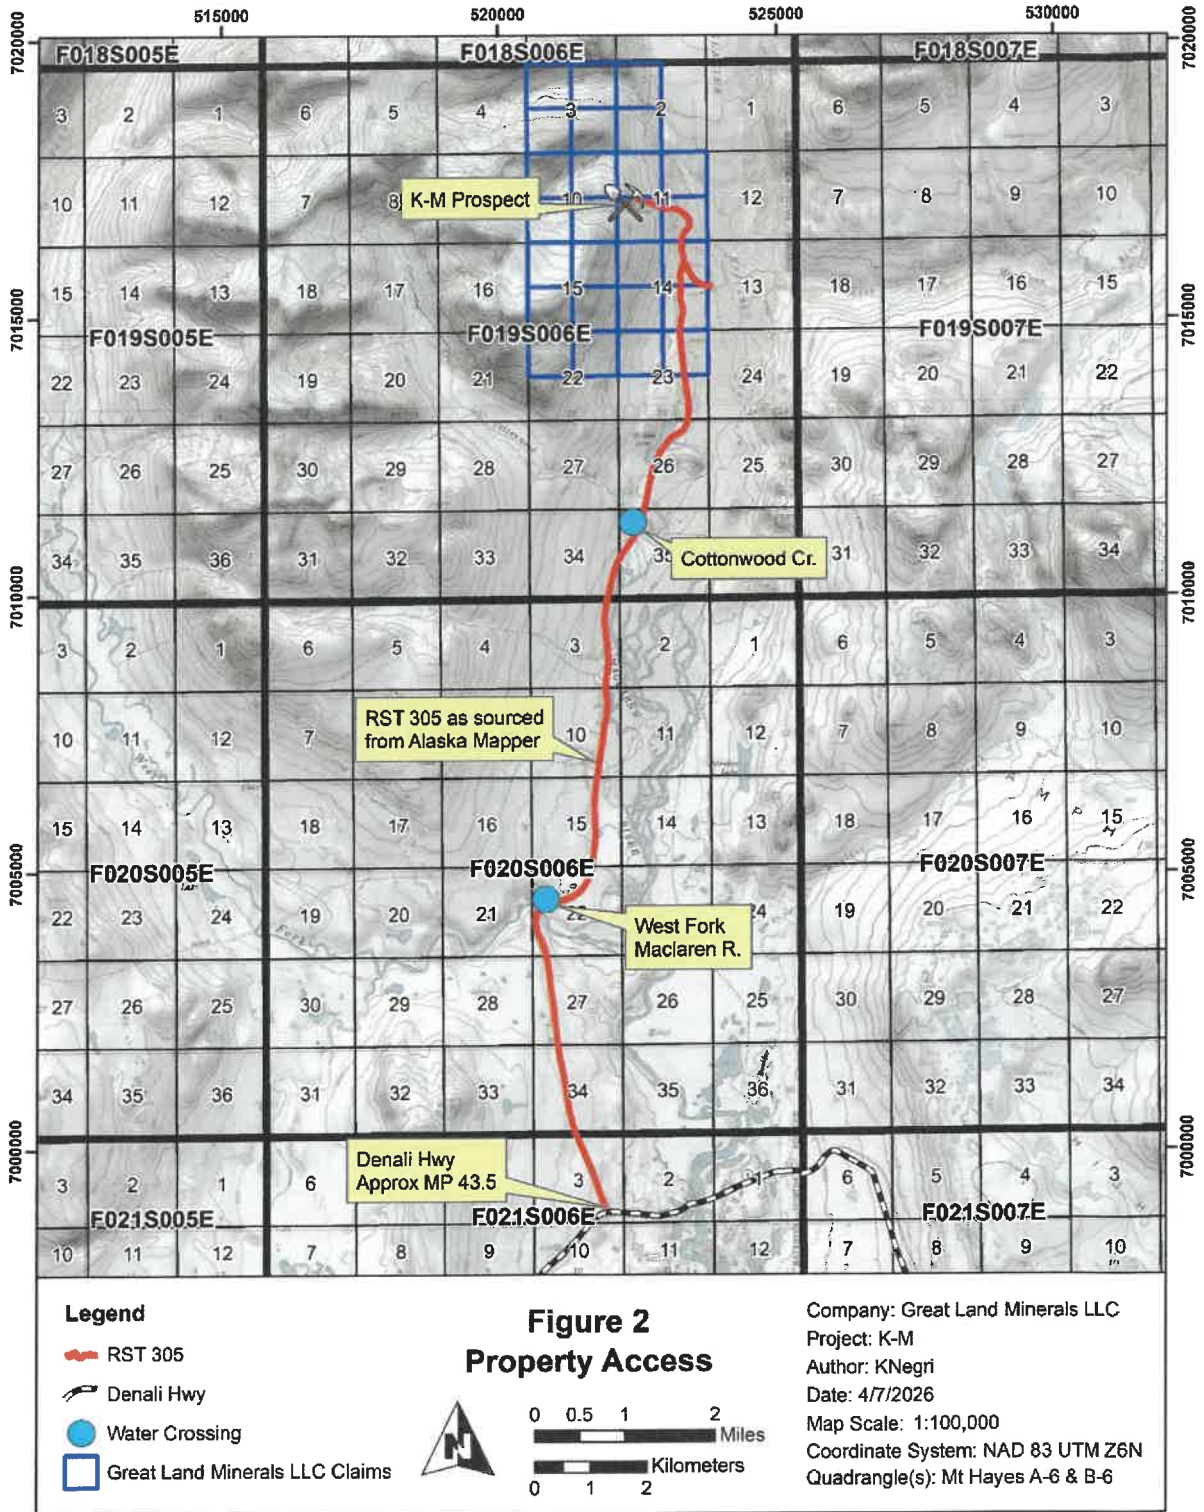 515000 520000 525000 530000
7020000 7020000
F018S005E F018S006E F018S007E
3 2 1 6 5 4 3 2 1 6 5 4 3
10 11 12 7 8 K-M Prospect 10 11 12 7 8 9 10
15 14 13 18 17 16 15 14 13 18 17 16 15
7015000 7015000
F019S005E F019S006E F019S007E
22 23 24 19 20 21 22 23 24 19 20 21 22
27 26 25 30 29 28 27 26 25 30 29 28 27
34 35 36 31 32 33 34 35 Cottonwood Cr. 31 32 33 34
7010000 7010000
3 2 1 6 5 4 3 2 1 6 5 4 3
RST 305 as sourced
from Alaska Mapper
10 11 12 7 10 11 12 7 8 9 10
15 14 13 18 17 16 15 14 13 18 17 16 15
7005000 7005000
F020S005E F020S006E F020S007E
22 23 24 19 20 21 22 24 19 20 21 22
Fork
West Fork
Maclaren R.
27 26 25 30 29 28 27 26 25 30 29 28 27
34 35 36 31 32 33 34 35 36 31 32 33 34
7000000 7000000
Denali Hwy
Approx MP 43.5
3 2 1 6 3 2 1 6 5 4 3
F021S005E F021S006E F021S007E
10 11 12 7 8 9 10 11 12 7 8 9 10
Legend
RST 305
Denali Hwy
Water Crossing
Great Land Minerals LLC Claims
Figure 2
Property Access
N
0 0.5 1 2
Miles
Kilometers
0 1 2
Company: Great Land Minerals LLC
Project: K-M
Author: KNegri
Date: 4/7/2026
Map Scale: 1:100,000
Coordinate System: NAD 83 UTM Z6N
Quadrangle(s): Mt Hayes A-6 & B-6